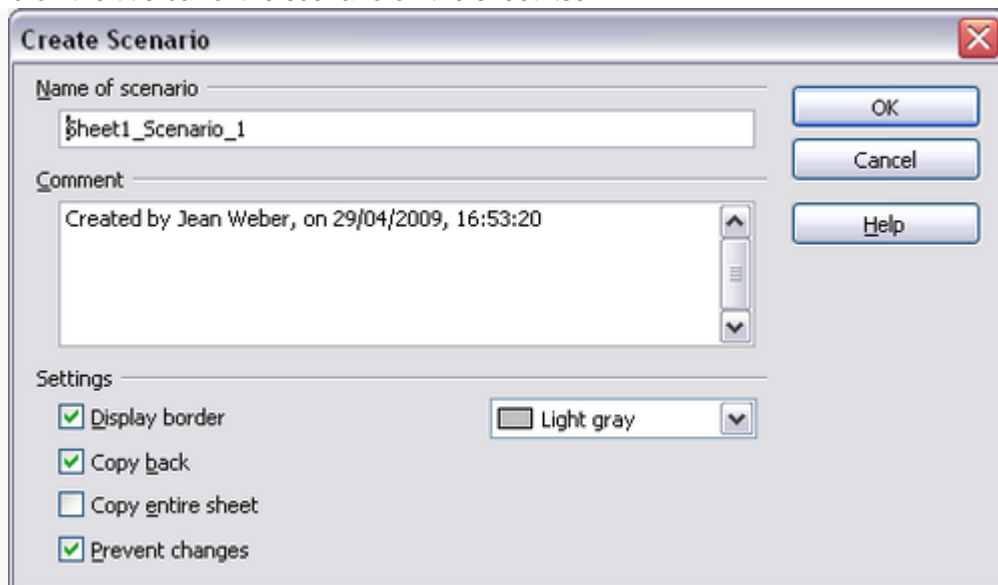 Create Scenario
Name of scenario
Sheet1_Scenario_1
OK
Cancel
Comment
Created by Jean Weber, on 29/04/2009, 16:53:20
Help
Settings
Display border
Light gray
Copy back
Copy entire sheet
Prevent changes